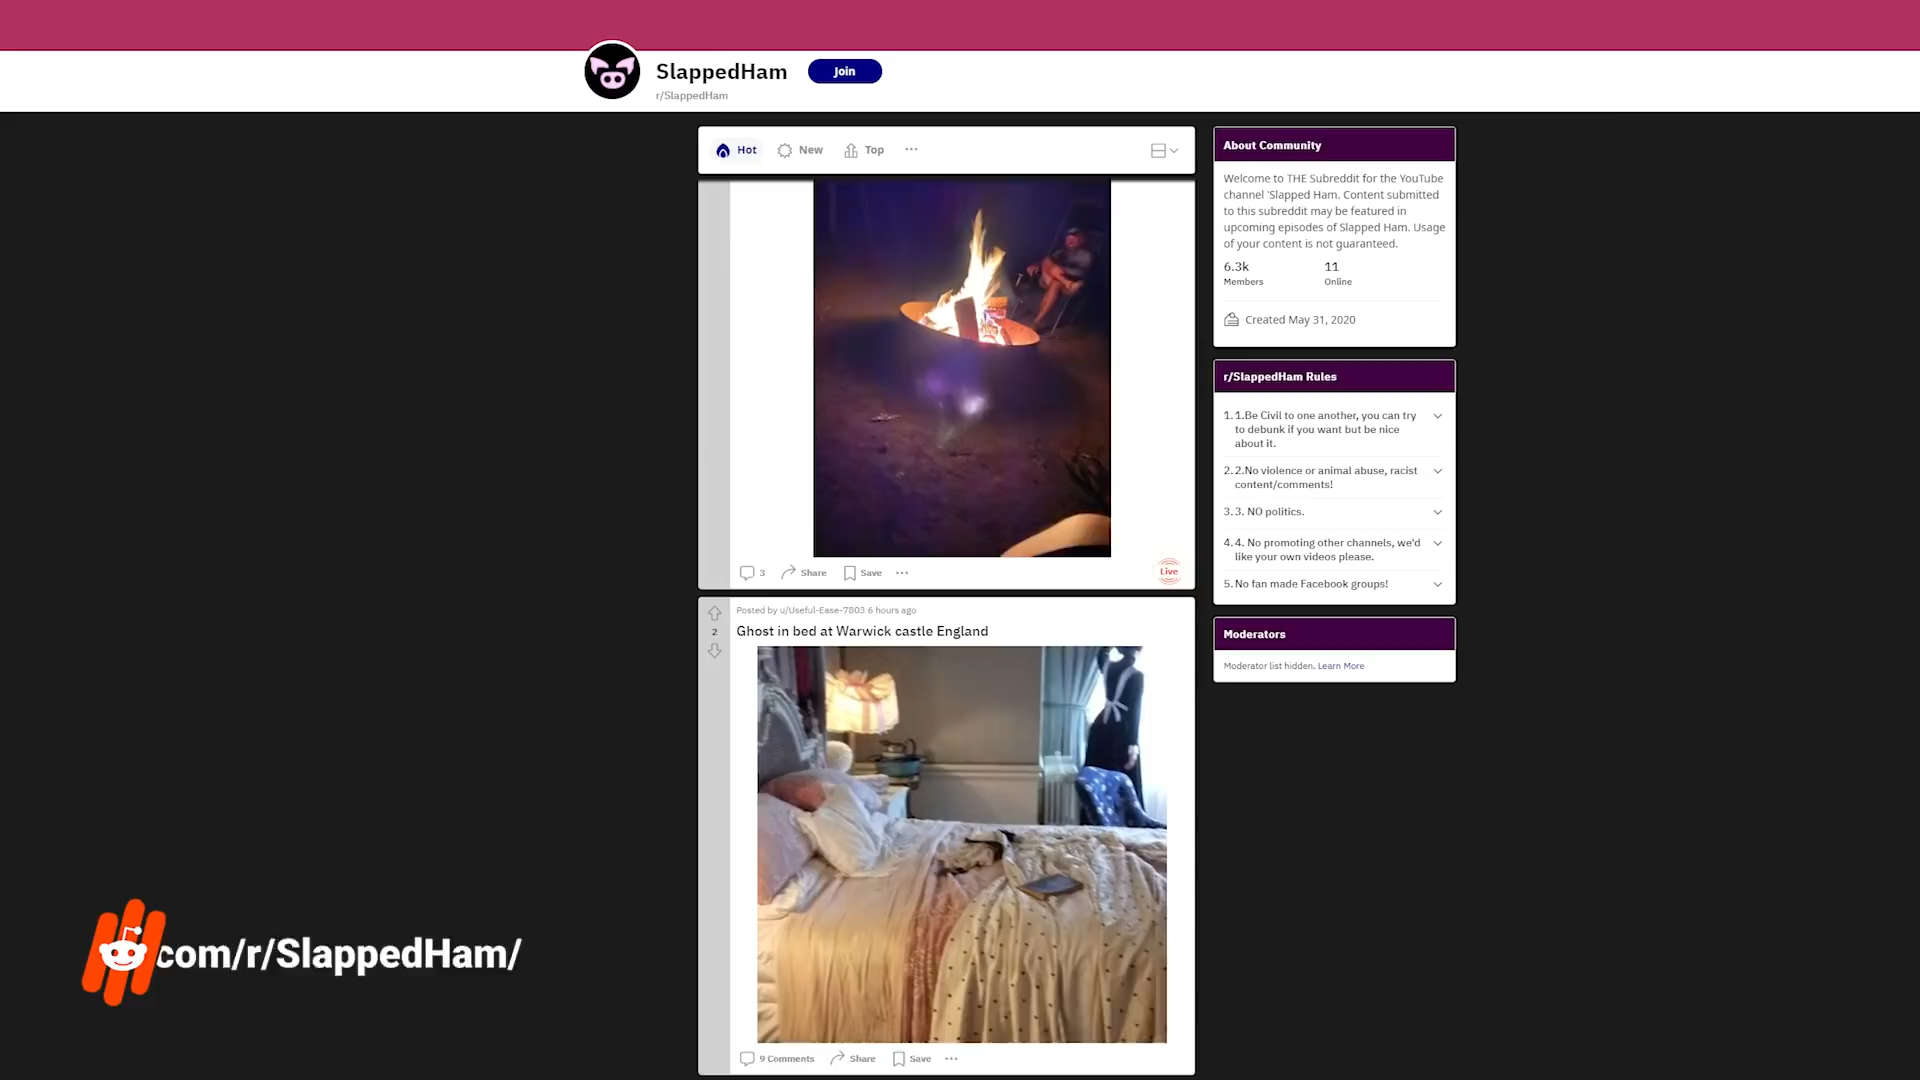 SlappedHam
Join
r/SlappedHam
Hot
New
Top
About Community
Welcome to THE Subreddit for the YouTube
channel 'Slapped Ham. Content submitted
to this subreddit may be featured in
upcoming episodes of Slapped Ham. Usage
of your content is not guaranteed.
6.3k
11
Members
Online
Created May 31, 2020
r/SlappedHam Rules
1. 1.Be Civil to one another, you can try
to debunk if you want but be nice
about it.
2. 2.No violence or animal abuse, racist
content/comments!
3. 3. NO politics.
4. 4. No promoting other channels, we'd
like your own videos please.
5. No fan made Facebook groups!
Moderators
Moderator list hidden. Learn More
3
Share
Save
Live
Posted by u/Useful-Ease-7803 6 hours ago
2
Ghost in bed at Warwick castle England
9 Comments
Share
Save
com/r/SlappedHam/